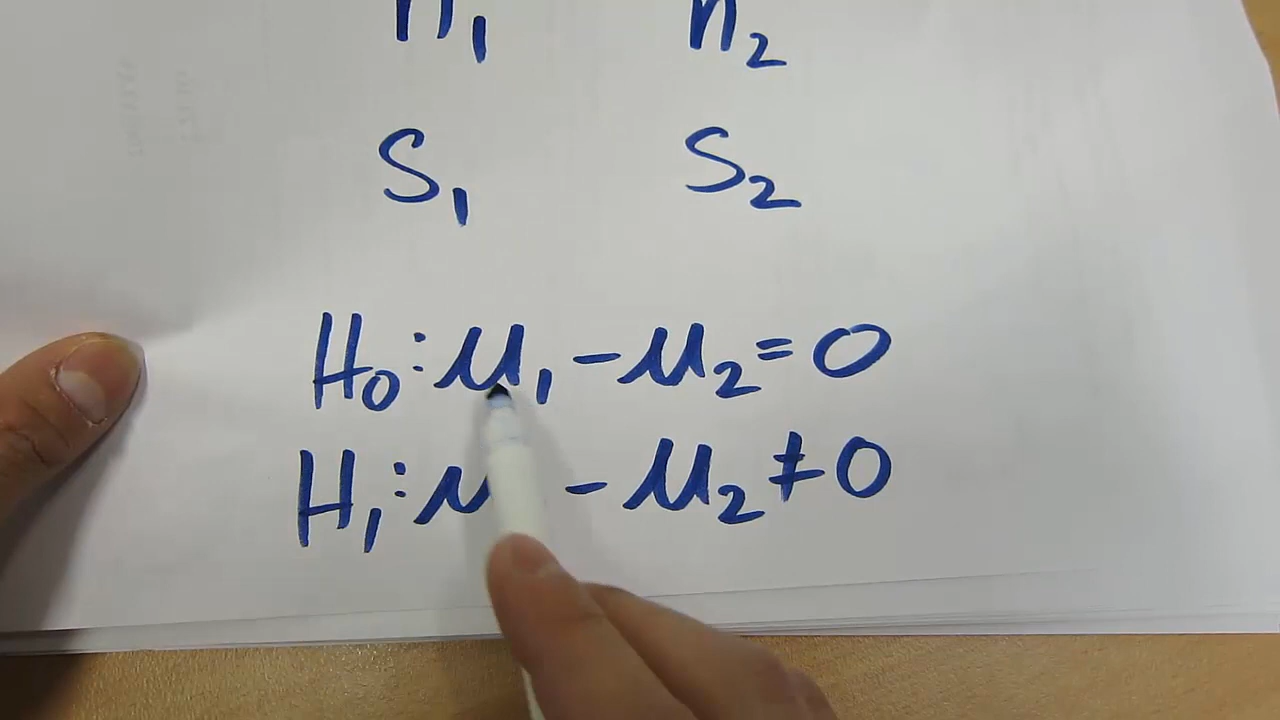 n₁ n₂
S₁ S₂
H₀: μ₁ - μ₂ = 0
H₁: μ - μ₂ ≠ 0